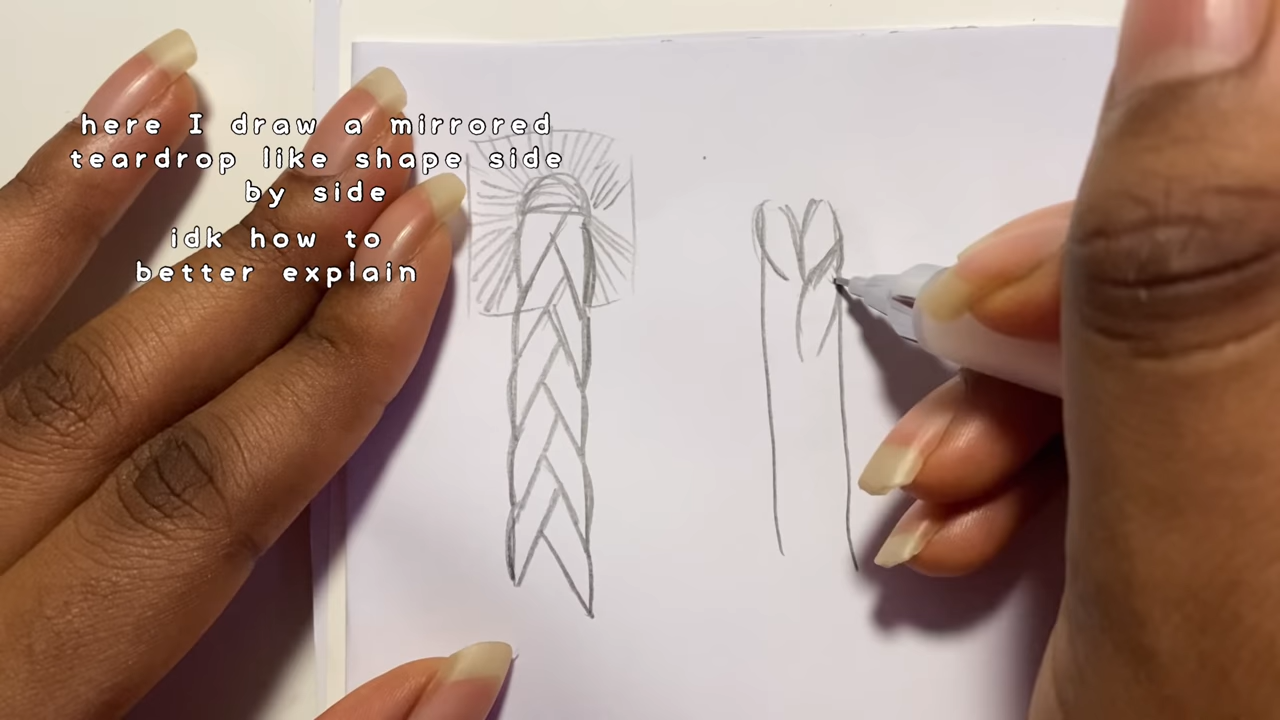 here I draw a mirrored
teardrop like shape side
by side
idk how to
better explain